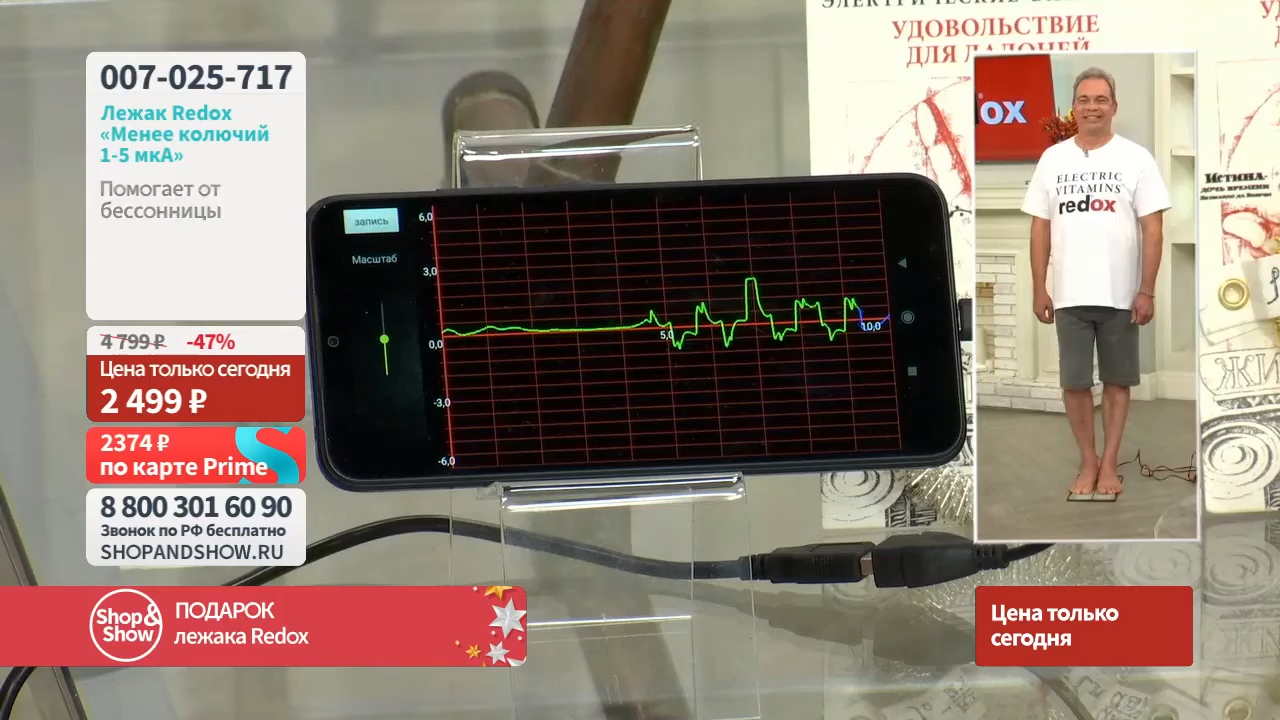 007-025-717
Лежак Redox
«Менее колючий
1-5 мкА»
Помогает от
бессонницы
4 799 ₽ -47%
Цена только сегодня
2 499 ₽
2374 ₽
по карте Prime
8 800 301 60 90
Звонок по РФ бесплатно
SHOPANDSHOW.RU
Shop&
Show
ПОДАРОК
лежака Redox
запись
Масштаб
6,0
3,0
0,0
-3,0
-6,0
5,0
10,0
УДОВОЛЬСТВИЕ
ДЛЯ ЛАДОНЕЙ
ELECTRIC
VITAMINS
redox
Истина-
дочь времени
Цена только
сегодня